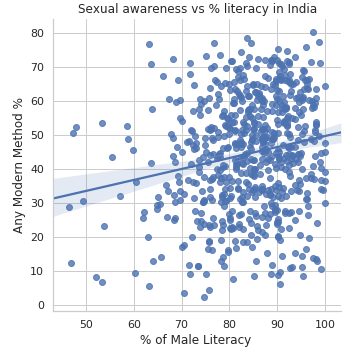 Sexual awareness vs % literacy in India
80
70
60
50
40
30
20
10
0
Any Modern Method %
50 60 70 80 90 100
% of Male Literacy